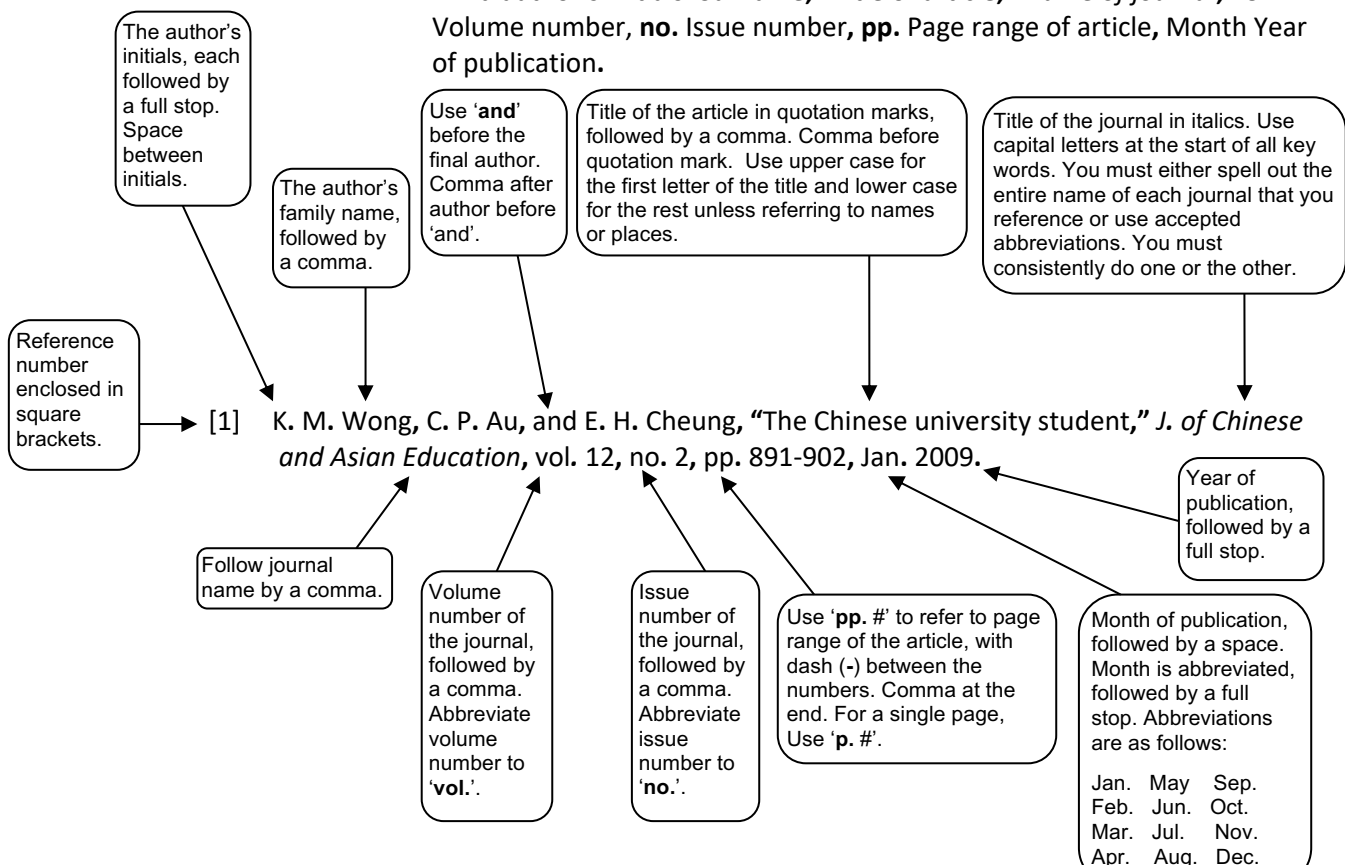 Volume number, no. Issue number, pp. Page range of article, Month Year
of publication.
The author's
initials, each
followed by
a full stop.
Space
between
initials.
The author's
family name,
followed by
a comma.
Use 'and'
before the
final author.
Comma after
author before
'and'.
Title of the article in quotation marks,
followed by a comma. Comma before
quotation mark. Use upper case for
the first letter of the title and lower case
for the rest unless referring to names
or places.
Title of the journal in italics. Use
capital letters at the start of all key
words. You must either spell out the
entire name of each journal that you
reference or use accepted
abbreviations. You must
consistently do one or the other.
Reference
number
enclosed in
square
brackets.
[1] K. M. Wong, C. P. Au, and E. H. Cheung, "The Chinese university student," J. of Chinese
and Asian Education, vol. 12, no. 2, pp. 891-902, Jan. 2009.
Follow journal
name by a comma.
Volume
number of
the journal,
followed by
a comma.
Abbreviate
volume
number to
'vol.'.
Issue
number of
the journal,
followed by
a comma.
Abbreviate
issue
number to
'no.'.
Use 'pp. #' to refer to page
range of the article, with
dash (-) between the
numbers. Comma at the
end. For a single page,
Use 'p. #'.
Month of publication,
followed by a space.
Month is abbreviated,
followed by a full
stop. Abbreviations
are as follows:
Jan. May Sep.
Feb. Jun. Oct.
Mar. Jul. Nov.
Apr. Aug. Dec.
Year of
publication,
followed by a
full stop.